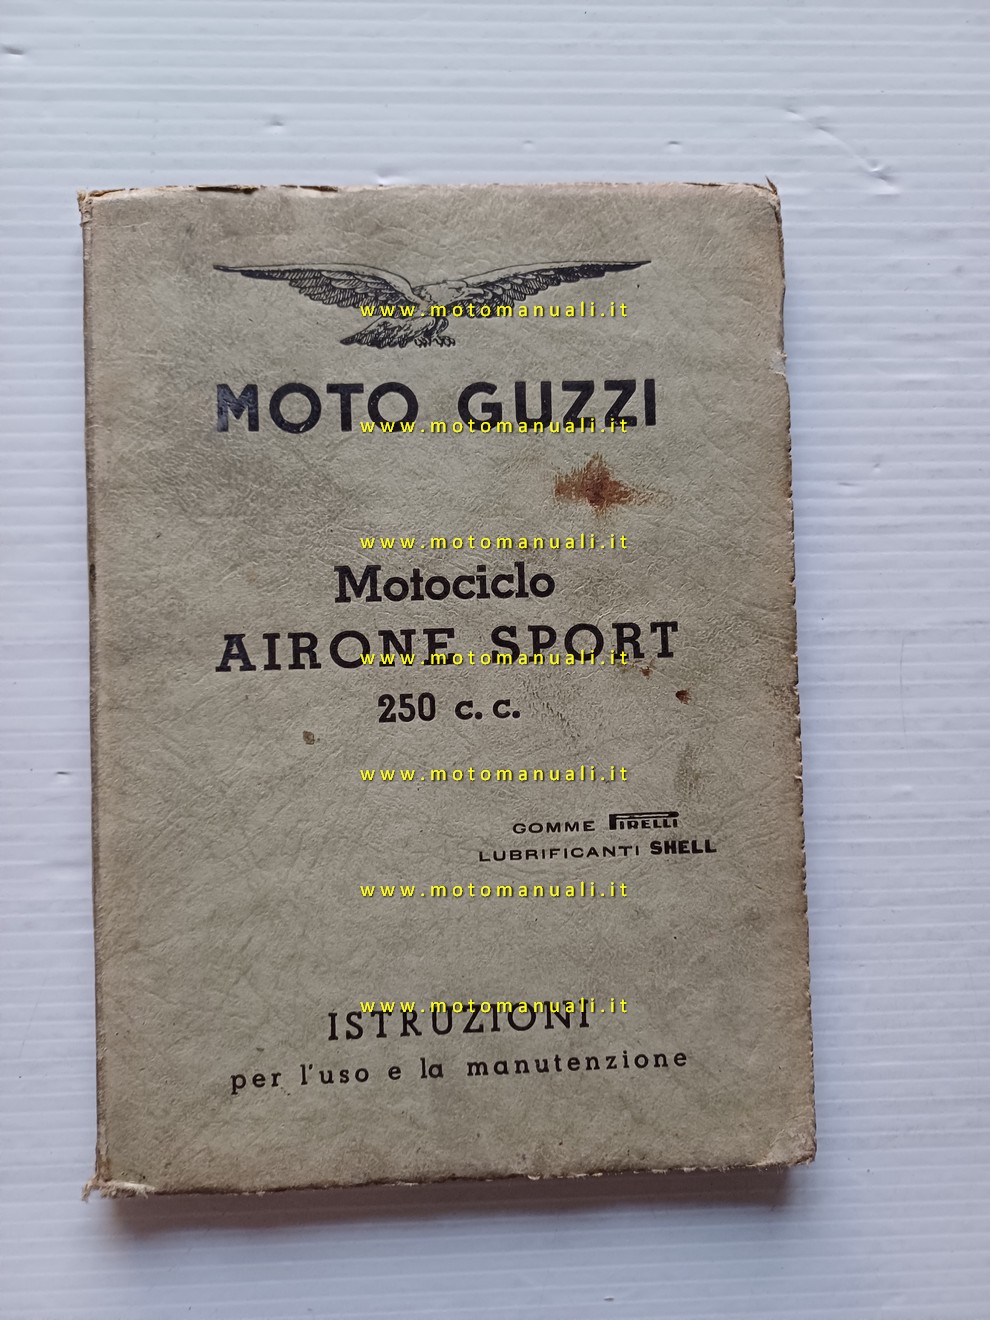 www.motomanuali.it
MOTO GUZZI
www.motomanuali.it
www.motomanuali.it
Motociclo
AIRONE SPORT
www.motomanuali.it
250 c.c.
www.motomanuali.it
GOMME PIRELLI
LUBRIFICANTI SHELL
www.motomanuali.it
www.motomanuali.it
ISTRUZIONI
per l'uso e la manutenzione